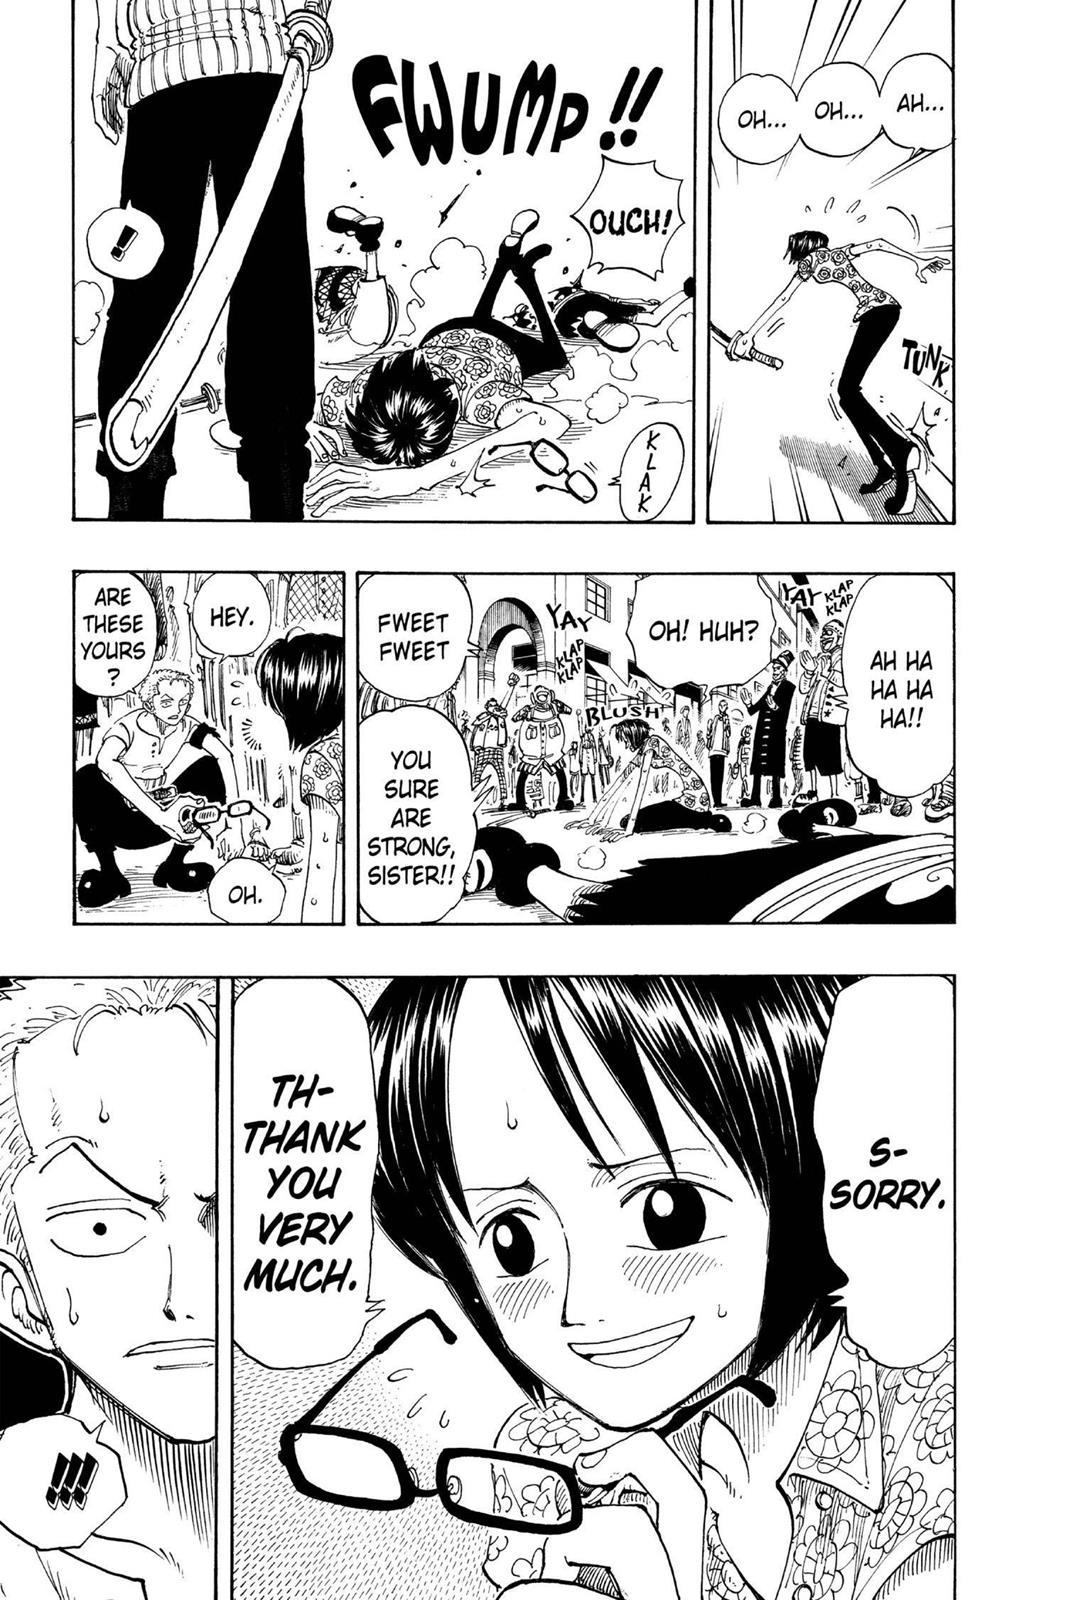 OH...
OH...
AH...
TUNK
FWUMP!!
OUCH!
!
KLAK
AH HA
HA HA
HA!!
YAY
KLAP
KLAP
OH! HUH?
YAY
KLAP
KLAP
BLUSH
FWEET
FWEET
YOU
SURE
ARE
STRONG,
SISTER!!
HEY.
ARE
THESE
YOURS
?
OH.
S-
SORRY.
TH-
THANK
YOU
VERY
MUCH.
!!!